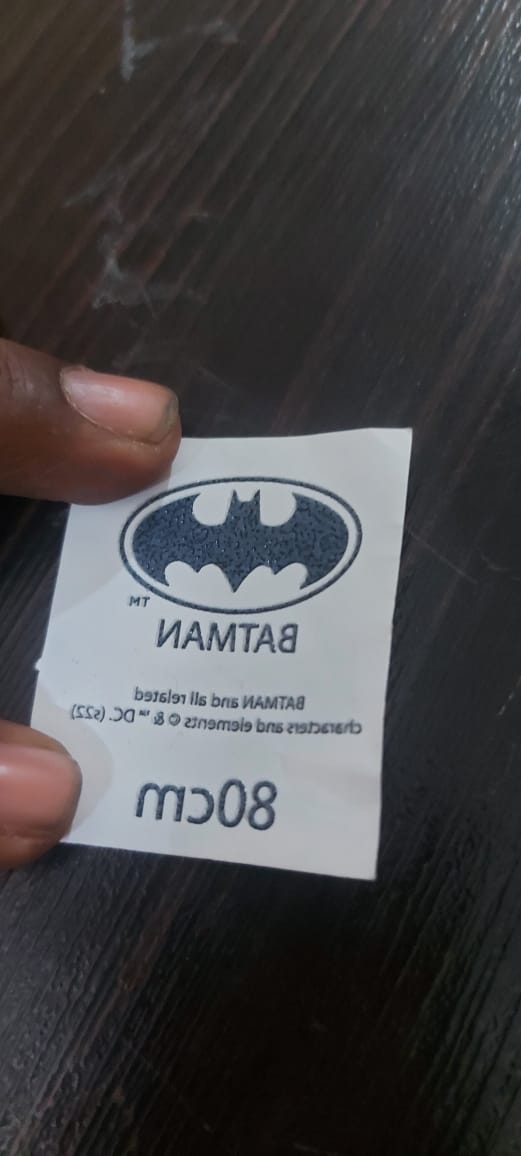 TM
BATMAN
BATMAN and all related
characters and elements © & ™ DC. (s22)
80cm